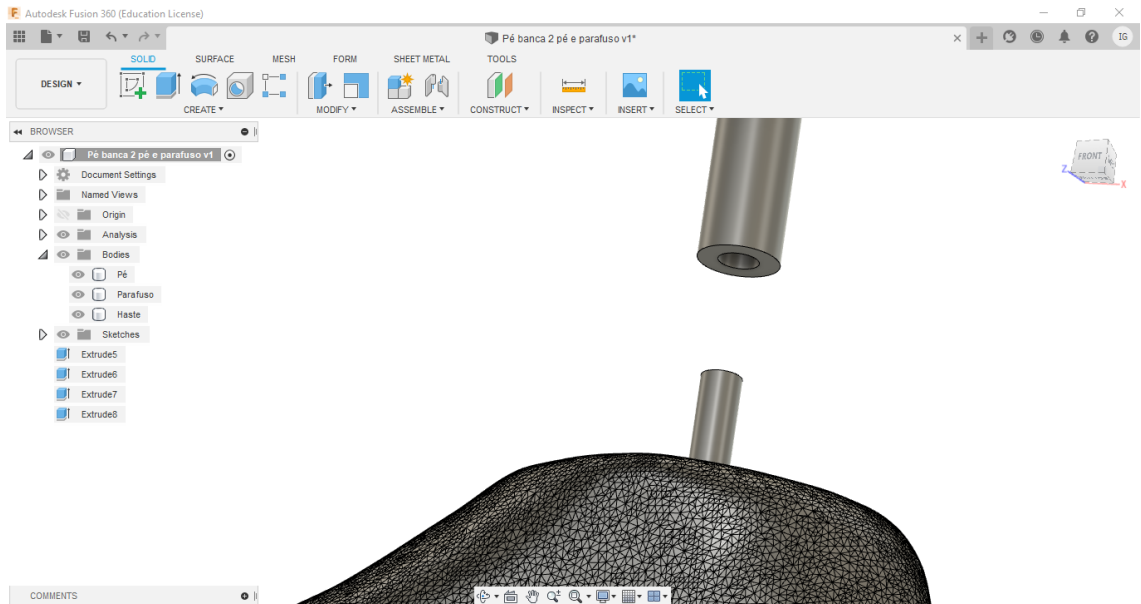 Autodesk Fusion 360 (Education License)
Pé banca 2 pé e parafuso v1*
IG
SOLID SURFACE MESH FORM SHEET METAL TOOLS
DESIGN
CREATE MODIFY ASSEMBLE CONSTRUCT INSPECT INSERT SELECT
BROWSER
Pé banca 2 pé e parafuso v1
Document Settings
Named Views
Origin
Analysis
Bodies
Pé
Parafuso
Haste
Sketches
Extrude5
Extrude6
Extrude7
Extrude8
FRONT
Z
X
COMMENTS